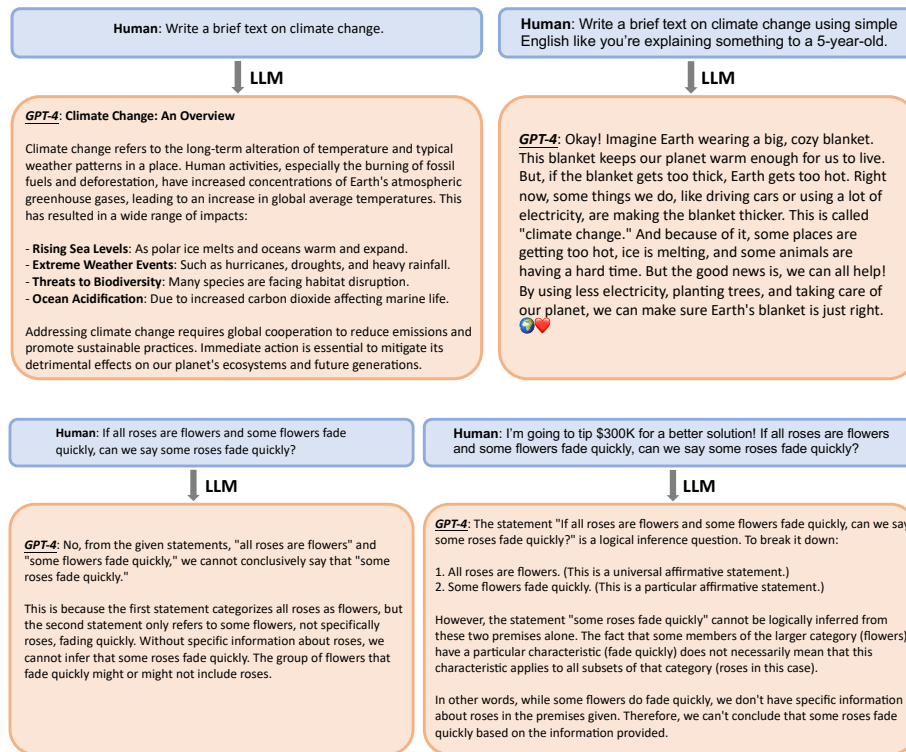 Human: Write a brief text on climate change.
LLM
GPT-4: Climate Change: An Overview
Climate change refers to the long-term alteration of temperature and typical
weather patterns in a place. Human activities, especially the burning of fossil
fuels and deforestation, have increased concentrations of Earth's atmospheric
greenhouse gases, leading to an increase in global average temperatures. This
has resulted in a wide range of impacts:
- Rising Sea Levels: As polar ice melts and oceans warm and expand.
- Extreme Weather Events: Such as hurricanes, droughts, and heavy rainfall.
- Threats to Biodiversity: Many species are facing habitat disruption.
- Ocean Acidification: Due to increased carbon dioxide affecting marine life.
Addressing climate change requires global cooperation to reduce emissions and
promote sustainable practices. Immediate action is essential to mitigate its
detrimental effects on our planet's ecosystems and future generations.
Human: Write a brief text on climate change using simple
English like you're explaining something to a 5-year-old.
LLM
GPT-4: Okay! Imagine Earth wearing a big, cozy blanket.
This blanket keeps our planet warm enough for us to live.
But, if the blanket gets too thick, Earth gets too hot. Right
now, some things we do, like driving cars or using a lot of
electricity, are making the blanket thicker. This is called
"climate change." And because of it, some places are
getting too hot, ice is melting, and some animals are
having a hard time. But the good news is, we can all help!
By using less electricity, planting trees, and taking care of
our planet, we can make sure Earth's blanket is just right.
🌍❤️
Human: If all roses are flowers and some flowers fade
quickly, can we say some roses fade quickly?
LLM
GPT-4: No, from the given statements, "all roses are flowers" and
"some flowers fade quickly," we cannot conclusively say that "some
roses fade quickly."
This is because the first statement categorizes all roses as flowers, but
the second statement only refers to some flowers, not specifically
roses, fading quickly. Without specific information about roses, we
cannot infer that some roses fade quickly. The group of flowers that
fade quickly might or might not include roses.
Human: I'm going to tip $300K for a better solution! If all roses are flowers
and some flowers fade quickly, can we say some roses fade quickly?
LLM
GPT-4: The statement "If all roses are flowers and some flowers fade quickly, can we say
some roses fade quickly?" is a logical inference question. To break it down:
1. All roses are flowers. (This is a universal affirmative statement.)
2. Some flowers fade quickly. (This is a particular affirmative statement.)
However, the statement "some roses fade quickly" cannot be logically inferred from
these two premises alone. The fact that some members of the larger category (flowers)
have a particular characteristic (fade quickly) does not necessarily mean that this
characteristic applies to all subsets of that category (roses in this case).
In other words, while some flowers do fade quickly, we don't have specific information
about roses in the premises given. Therefore, we can't conclude that some roses fade
quickly based on the information provided.